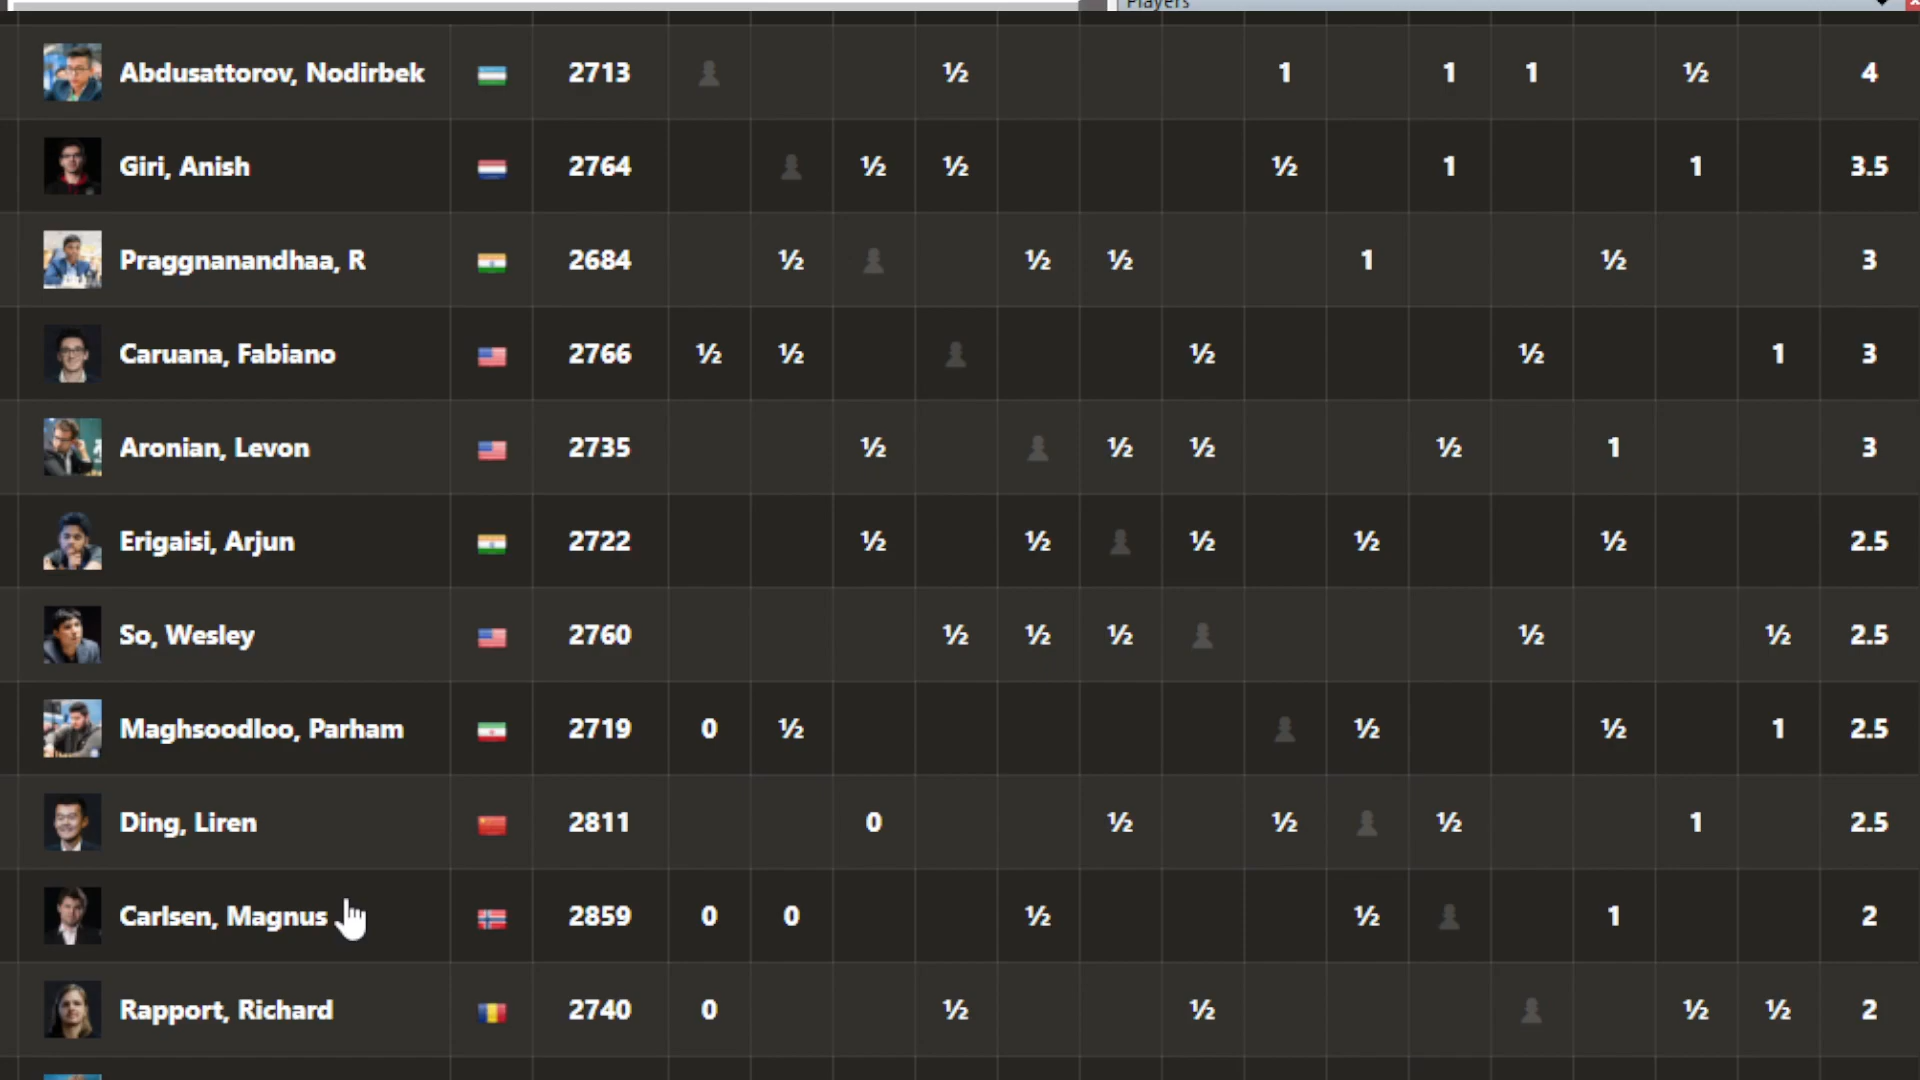 Players
Abdusattorov, Nodirbek 2713 ½ 1 1 1 ½ 4
Giri, Anish 2764 ½ ½ ½ 1 1 3.5
Praggnanandhaa, R 2684 ½ ½ ½ 1 ½ 3
Caruana, Fabiano 2766 ½ ½ ½ ½ 1 3
Aronian, Levon 2735 ½ ½ ½ ½ 1 3
Erigaisi, Arjun 2722 ½ ½ ½ ½ ½ 2.5
So, Wesley 2760 ½ ½ ½ ½ ½ 2.5
Maghsoodloo, Parham 2719 0 ½ ½ ½ 1 2.5
Ding, Liren 2811 0 ½ ½ ½ 1 2.5
Carlsen, Magnus 2859 0 0 ½ ½ 1 2
Rapport, Richard 2740 0 ½ ½ ½ ½ 2